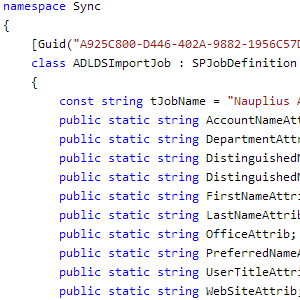 namespace Sync
{
[Guid("A925C800-D446-402A-9882-1956C57D
class ADLDSImportJob : SPJobDefinition
{
const string tJobName = "Nauplius A
public static string AccountNameAtt
public static string DepartmentAttr
public static string DistinguishedN
public static string DistinguishedN
public static string FirstNameAttri
public static string LastNameAttrib
public static string OfficeAttrib;
public static string PreferredNameA
public static string UserTitleAttri
public static string WebSiteAttrib;